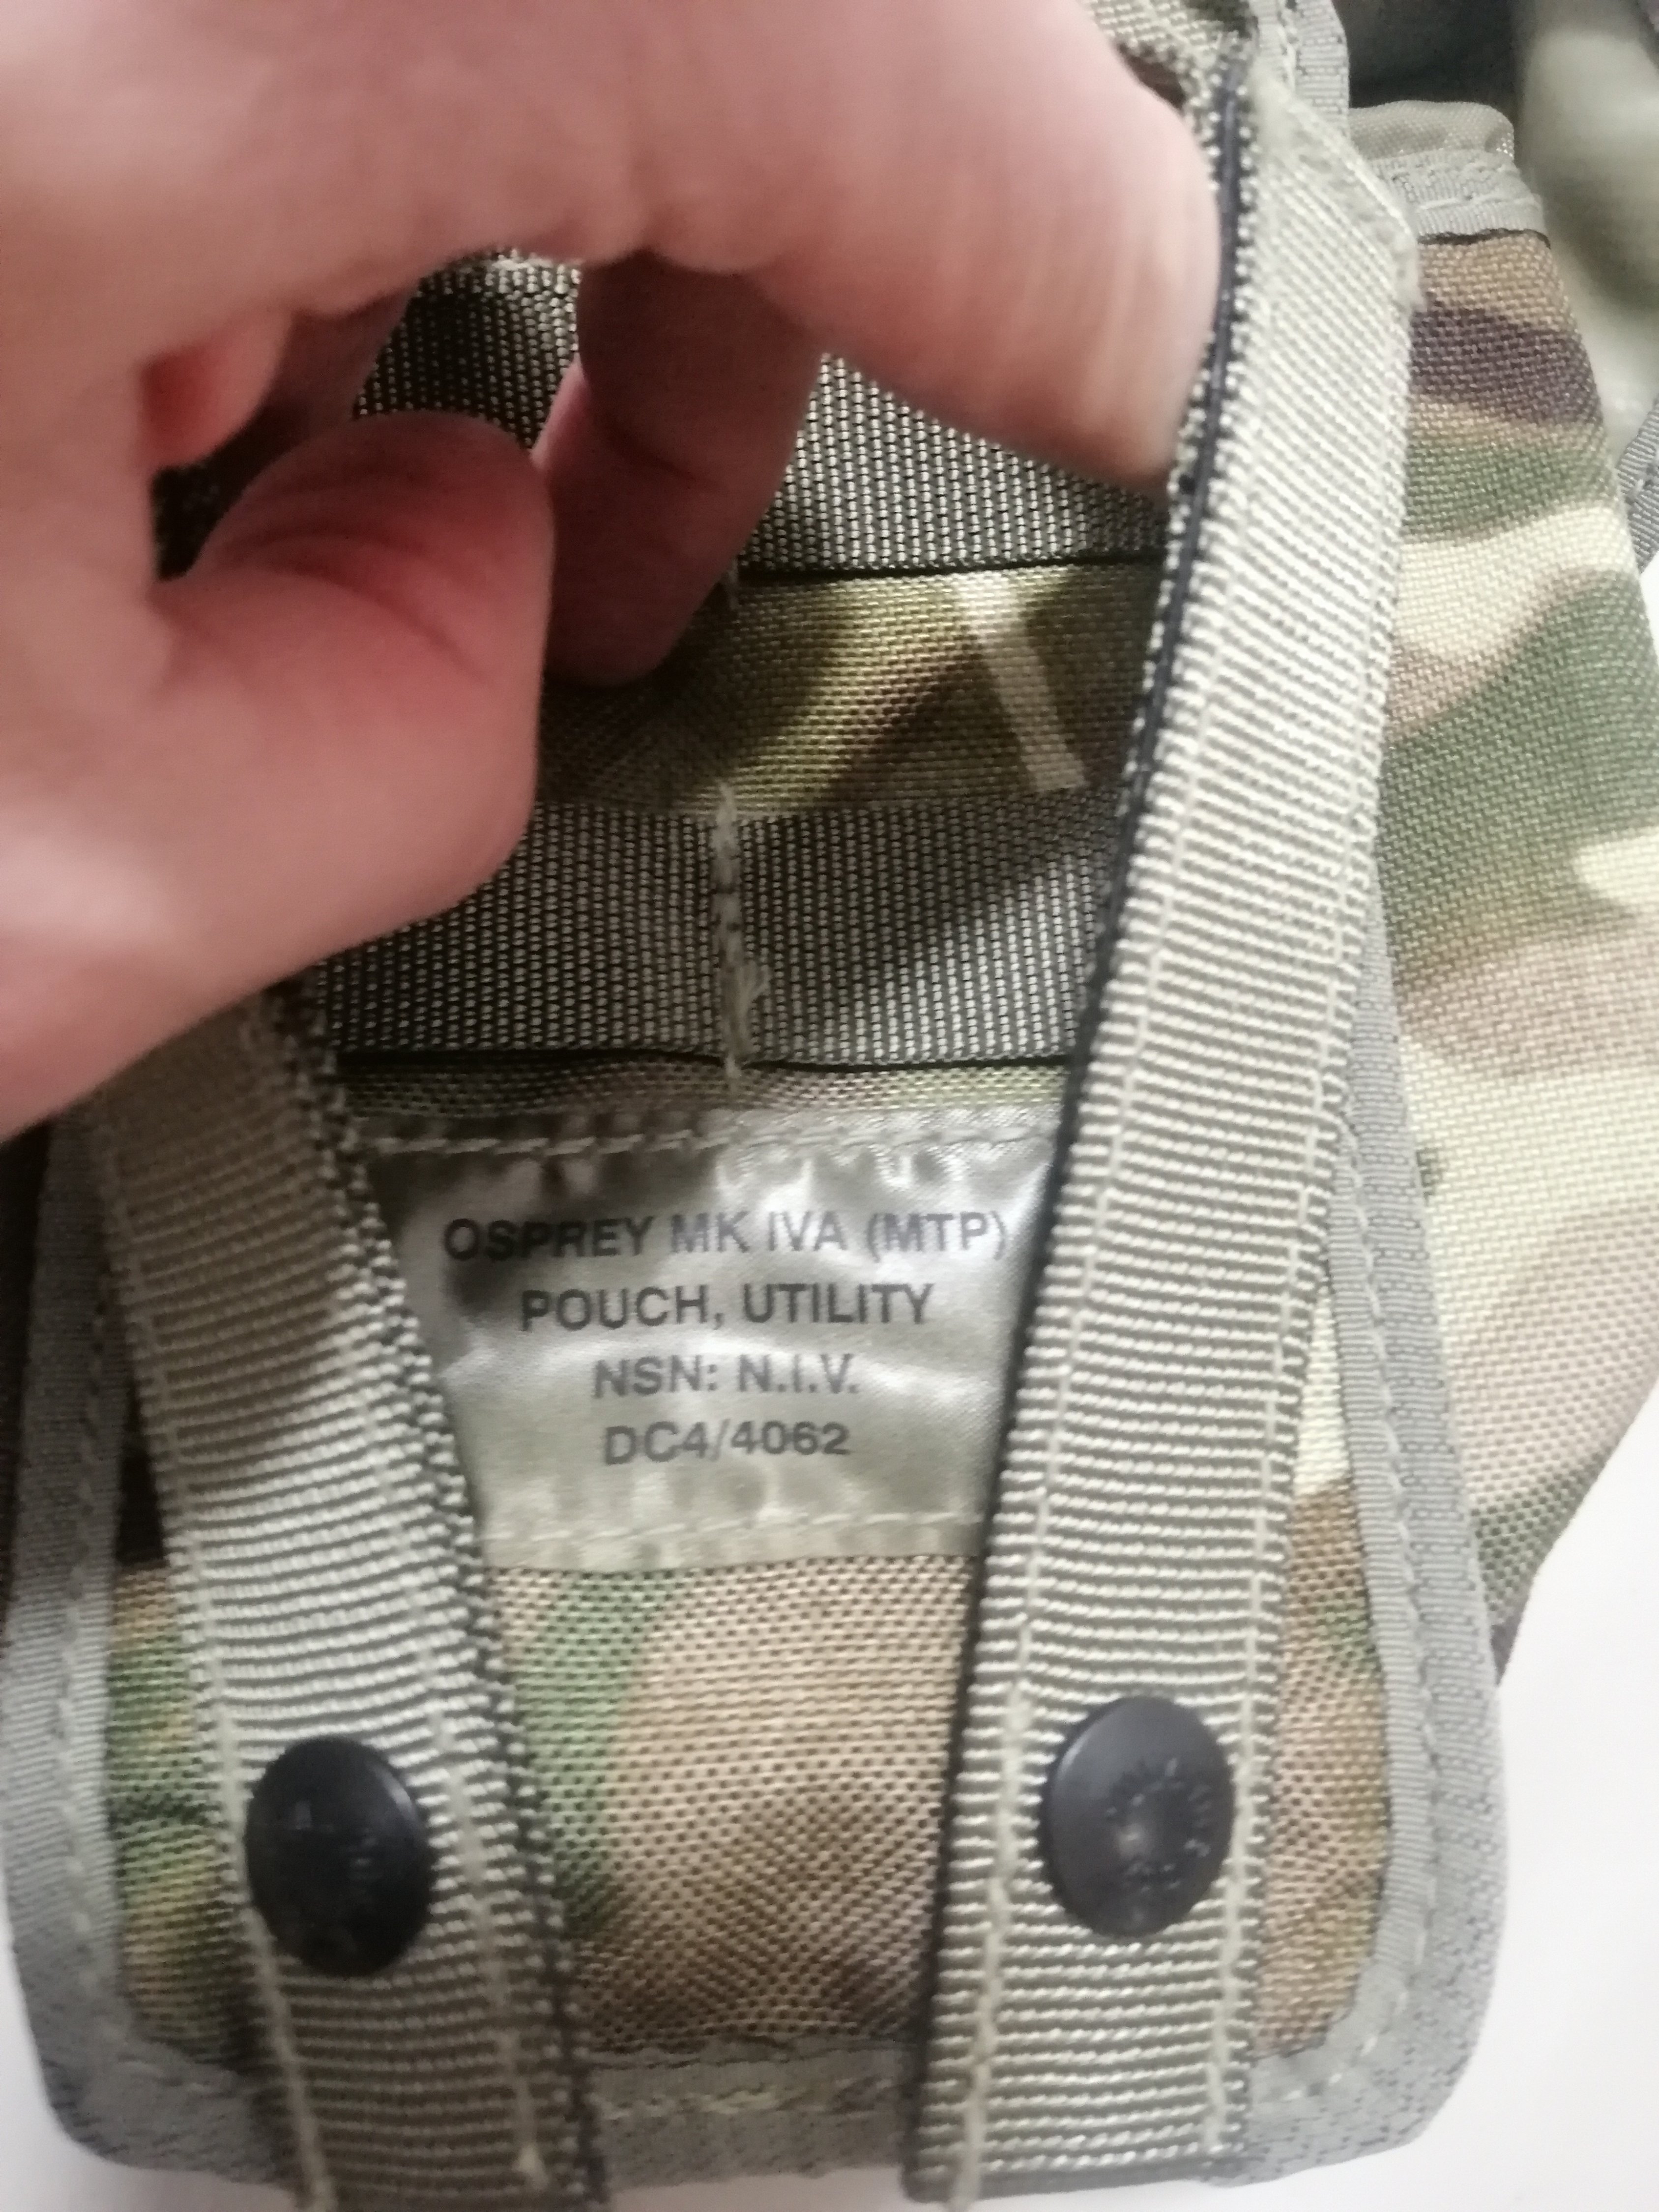 OSPREY MK IVA (MTP)
POUCH, UTILITY
NSN: N.I.V.
DC4/4062